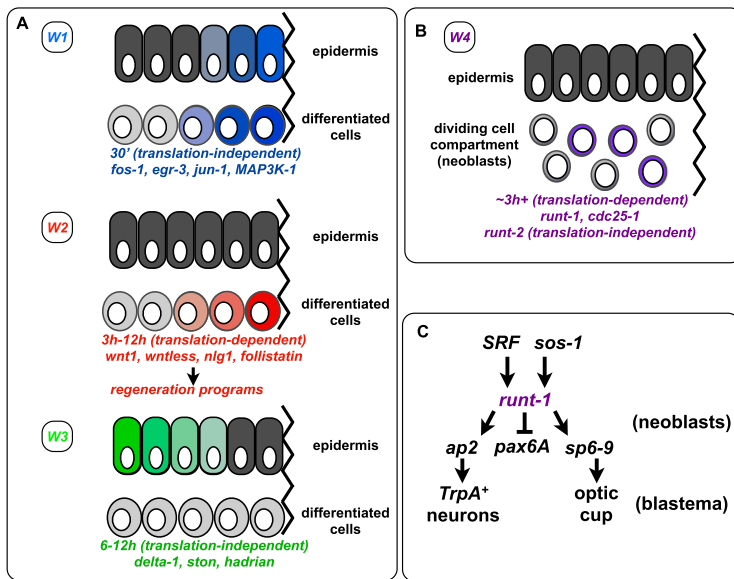 A
W1
epidermis
differentiated
cells
30' (translation-independent)
fos-1, egr-3, jun-1, MAP3K-1
W2
epidermis
differentiated
cells
3h-12h (translation-dependent)
wnt1, wntless, nlg1, follistatin
regeneration programs
W3
epidermis
differentiated
cells
6-12h (translation-independent)
delta-1, ston, hadrian
B
W4
epidermis
dividing cell
compartment
(neoblasts)
~3h+ (translation-dependent)
runt-1, cdc25-1
runt-2 (translation-independent)
C
SRF sos-1
runt-1
(neoblasts)
ap2 pax6A sp6-9
TrpA+ optic
neurons cup
(blastema)